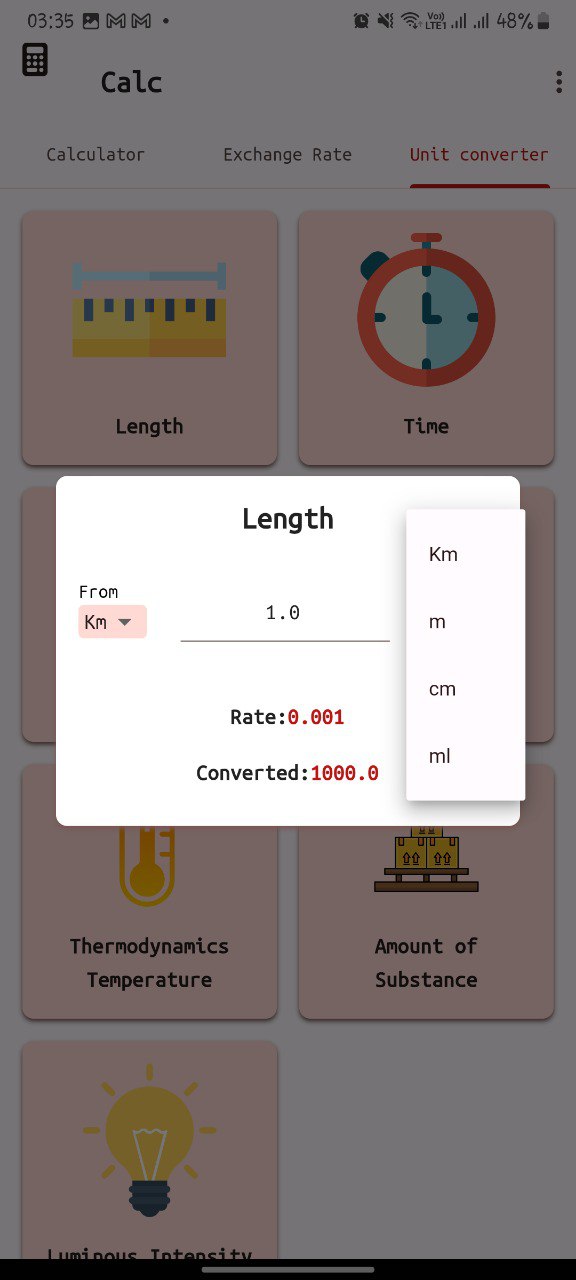 03:35
Vo) LTE1 48%
Calc
Calculator Exchange Rate Unit converter
Length Time
Length
From
Km 1.0
Km
m
cm
ml
Rate:0.001
Converted:1000.0
Thermodynamics Temperature
Amount of Substance
Luminous Intensity